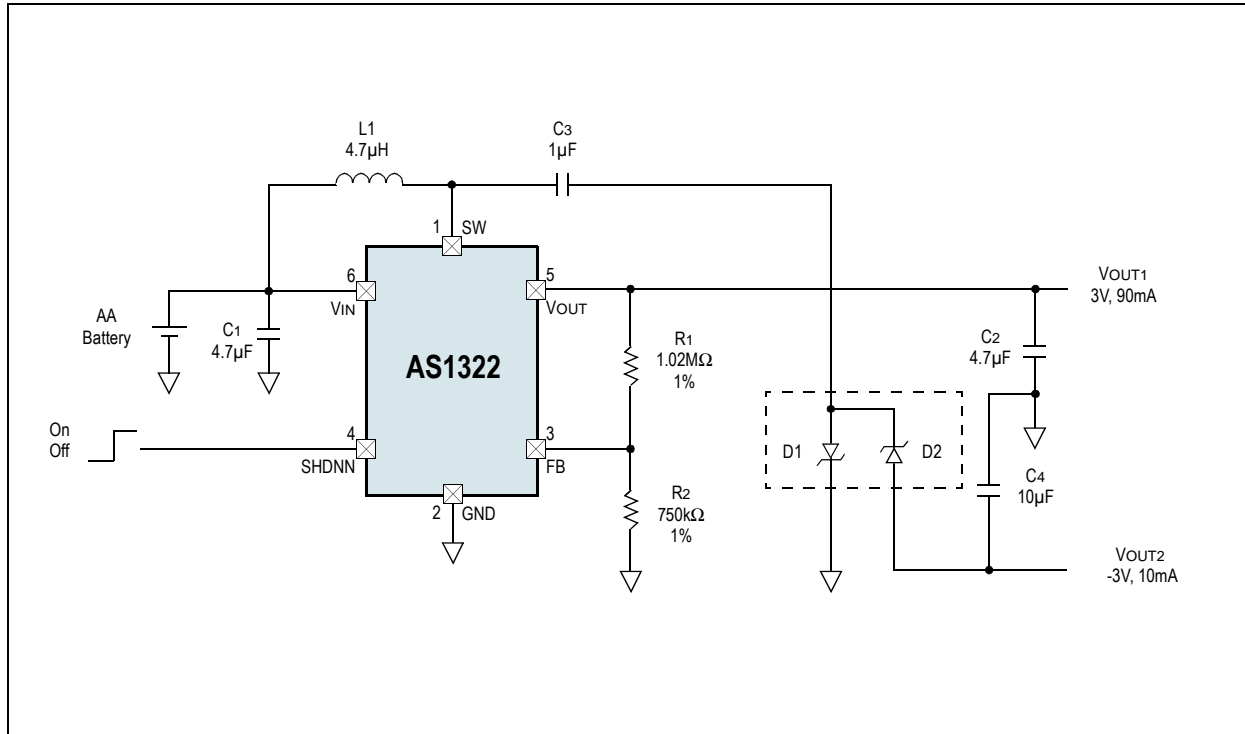 L1
4.7µH
C3
1µF
1 SW
6
VIN
5
VOUT
VOUT1
3V, 90mA
AA
Battery
C1
4.7µF
AS1322
R1
1.02MΩ
1%
C2
4.7µF
On
Off
4
SHDNN
3
FB
D1
D2
C4
10µF
2 GND
R2
750kΩ
1%
VOUT2
-3V, 10mA